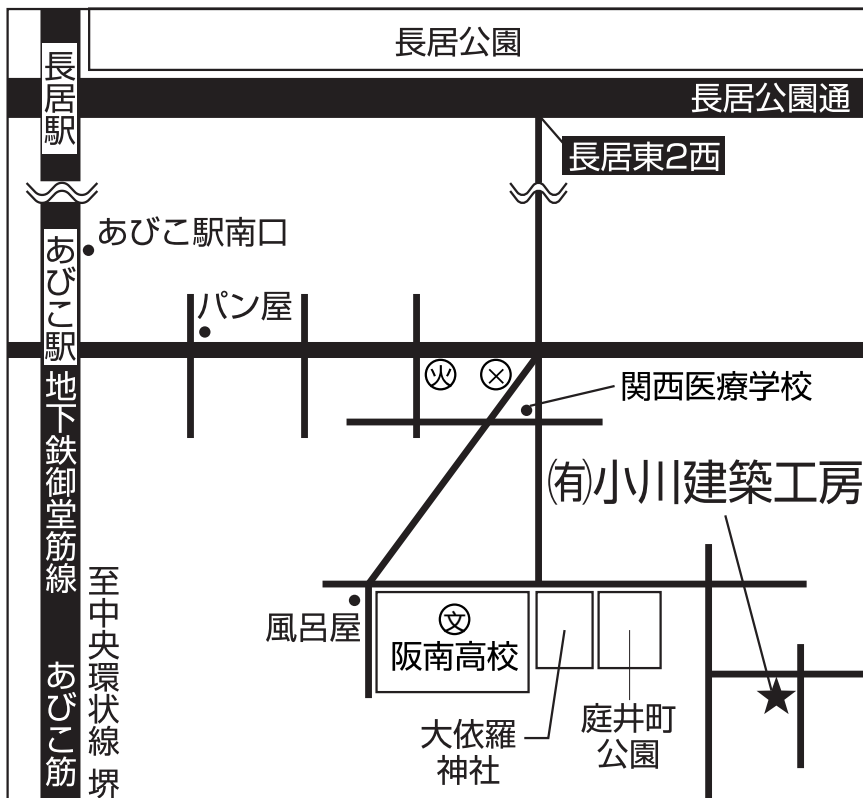 長居公園
長居駅
長居公園通
長居東2西
あびこ駅南口
あびこ駅
パン屋
火
関西医療学校
地下鉄御堂筋線
㈲小川建築工房
至中央環状線 堺
風呂屋
文
阪南高校
あびこ筋
大依羅
神社
庭井町
公園